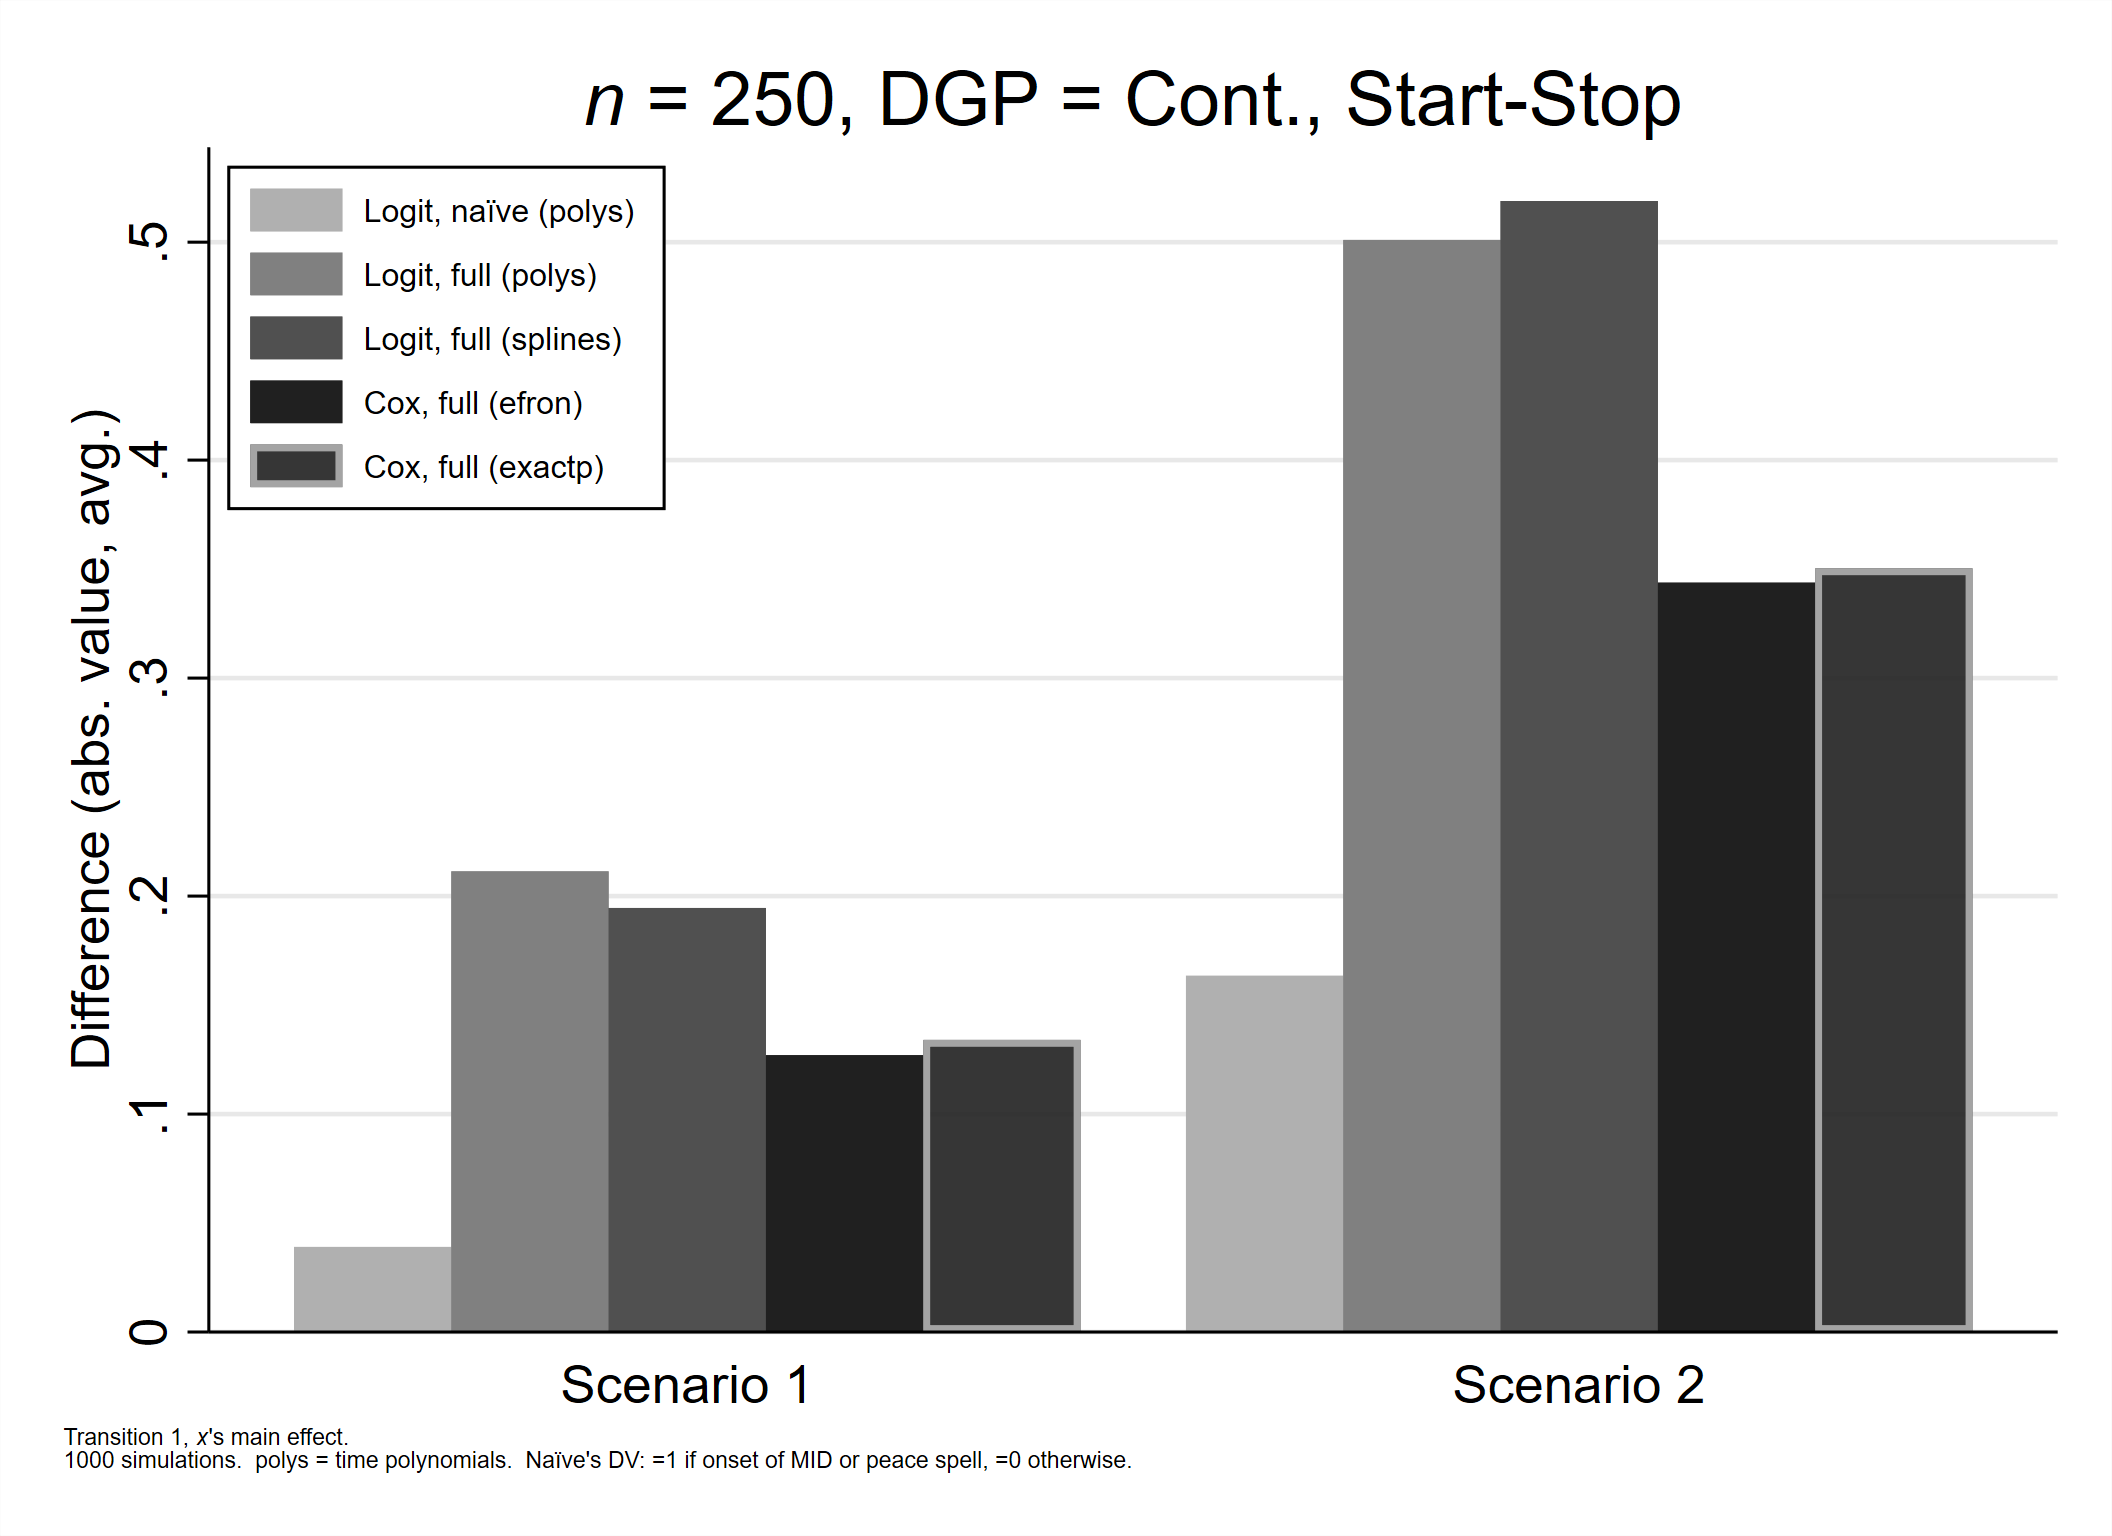 n = 250, DGP = Cont., Start-Stop
Logit, naïve (polys)
Logit, full (polys)
Logit, full (splines)
Cox, full (efron)
Cox, full (exactp)
Difference (abs. value, avg.)
.5
.4
.3
.2
.1
0
Scenario 1
Scenario 2
Transition 1, x's main effect.
1000 simulations.  polys = time polynomials.  Naïve's DV: =1 if onset of MID or peace spell, =0 otherwise.